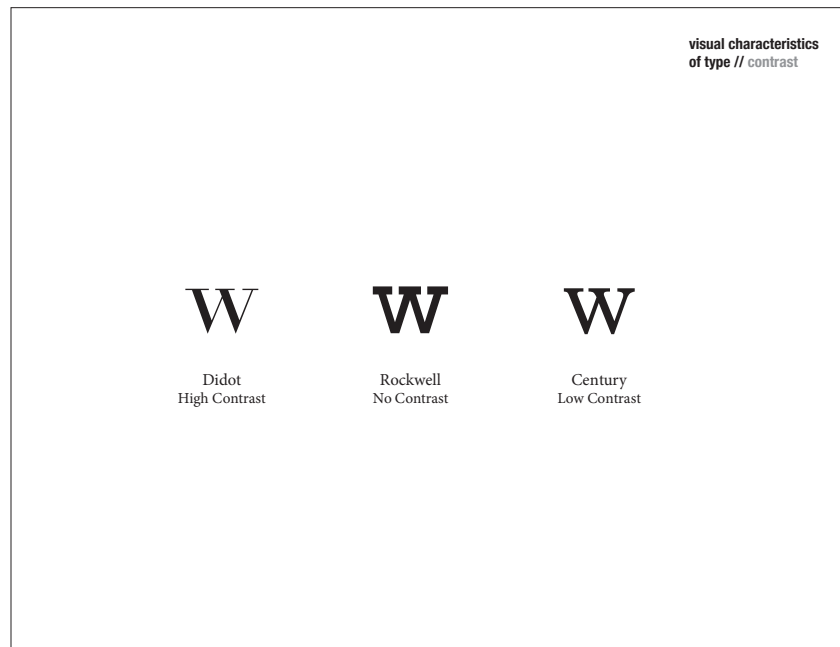 visual characteristics
of type // contrast
w w w
Didot Rockwell Century
High Contrast No Contrast Low Contrast